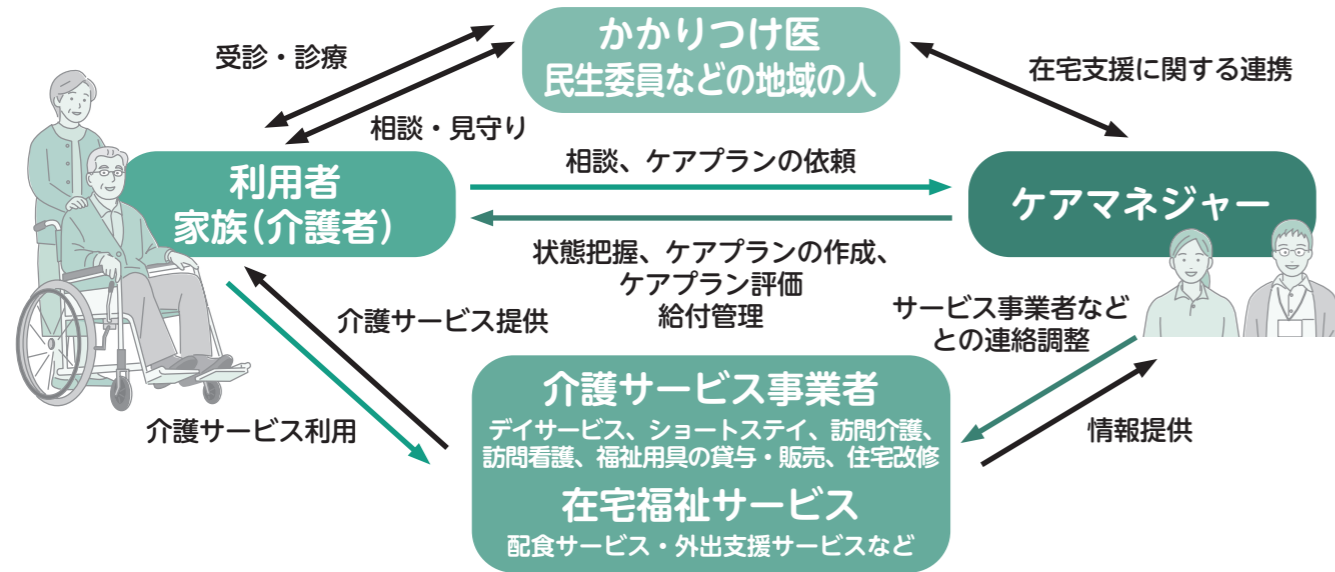 かかりつけ医
民生委員などの地域の人
受診・診療
在宅支援に関する連携
相談・見守り
利用者
家族(介護者)
相談、ケアプランの依頼
ケアマネジャー
状態把握、ケアプランの作成、
ケアプラン評価
給付管理
介護サービス提供
サービス事業者など
との連絡調整
介護サービス利用
介護サービス事業者
デイサービス、ショートステイ、訪問介護、
訪問看護、福祉用具の貸与・販売、住宅改修
在宅福祉サービス
配食サービス・外出支援サービスなど
情報提供